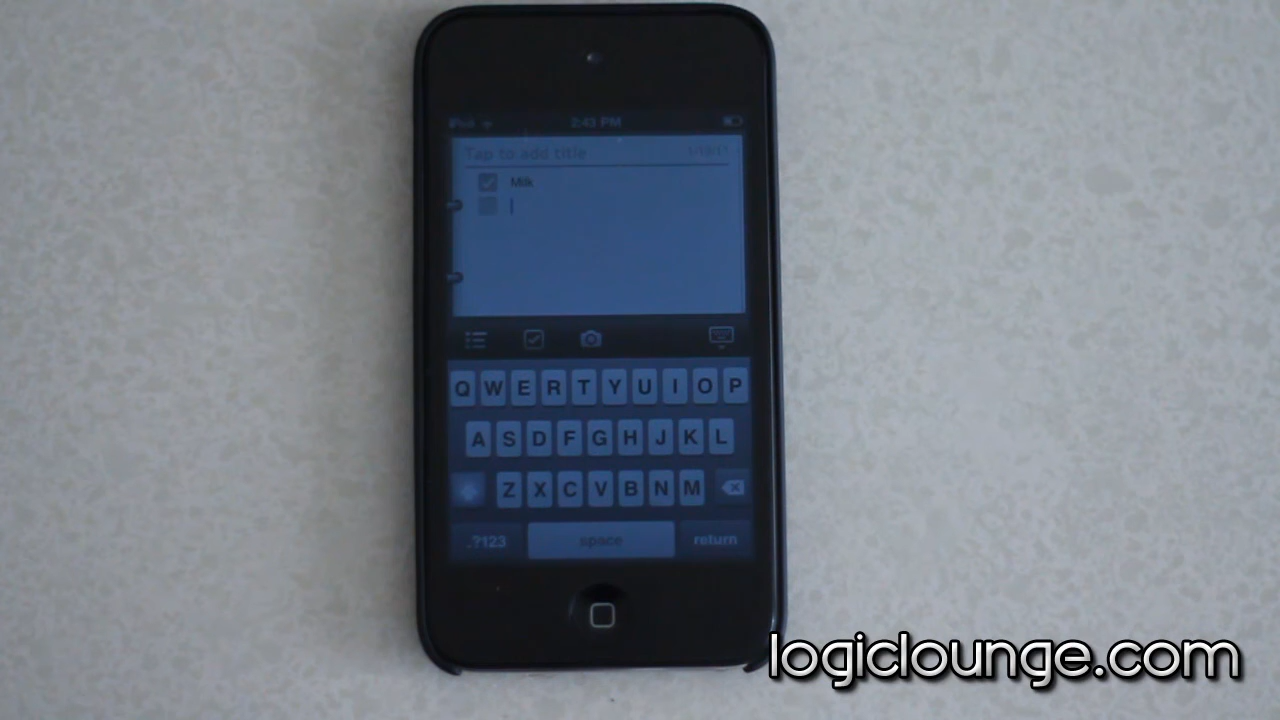 iPod 2:43 PM
Tap to add title
Milk
Q W E R T Y U I O P
A S D F G H J K L
Z X C V B N M
.?123 space return
logiclounge.com